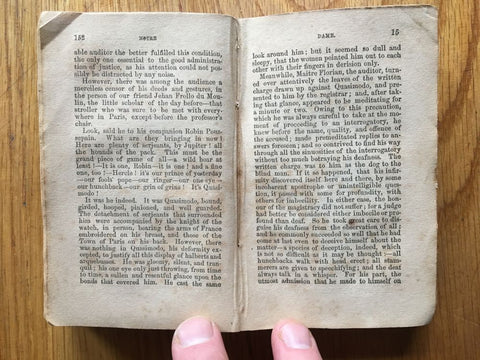 152
NOTRE
able auditor the better fulfilled this condition,
the only one essential to the good administra-
tion of justice, as his attention could not pos-
sibly be distracted by any noise.
However, there was among the audience a
merciless censor of his deeds and gestures, in
the person of our friend Jehan Frollo du Mou-
lin, the little scholar of the day before—that
stroller who was sure to be met with every-
where in Paris, except before the professor's
chair.
Look, said he to his companion Robin Pous-
sepain. What are they bringing in now!
Here are plenty of serjeants, by Jupiter! all
the hounds of the pack. This must be the
grand piece of game of all—a wild boar at
least!—It is one, Robin—it is one! and a fine
one, too!—Hercle! it's our prince of yesterday
—our fools' pope—our ringer—our one eye—
our hunchback—our grin of grins! It's Quasi-
modo!
It was he indeed. It was Quasimodo, bound,
girded, hooped, pinioned, and well guarded.
The detachment of serjeants that surrounded
him were accompanied by the knight of the
watch, in person, bearing the arms of France
embroidered on his breast, and those of the
Town of Paris on his back. However, there
was nothing in Quasimodo, his deformity ex-
cepted, to justify all this display of halberts and
arquebuses. He was gloomy, silent, and tran-
quil; his one eye only just throwing, from time
to time, a sullen and resentful glance upon the
bonds that covered him. He cast the same
DAME.
15
look around him; but it seemed so dull and
sleepy, that the women pointed him out to each
other with their fingers in derision only.
Meanwhile, Maitre Florian, the auditor, turn-
ed over attentively the leaves of the written
charge drawn up against Quasimodo, and pre-
sented to him by the registrar; and, after tak-
ing that glance, appeared to be meditating for
a minute or two. Owing to this precaution,
which he was always careful to take at the mo-
ment of proceeding to an interrogatory, he
knew before the name, quality, and offence of
the accused; made premeditated replies to an-
swers foreseen; and so contrived to find his way
through all the sinuosities of the interrogatory
without too much betraying his deafness. The
written charge was to him as the dog to the
blind man. If it so happened, that his infir-
mity discovered itself here and there, by some
incoherent apostrophe or unintelligible ques-
tion, it passed with some for profundity, with
others for imbecility. In either case, the hon-
our of the magistracy did not suffer; for a judge
had better be considered either imbecile or pro-
found than deaf. So he took great care to dis-
guise his deafness from the observation of all;
and he commonly succeeded so well that he had
come at last even to deceive himself about the
matter—a species of deception, indeed, which
is not so difficult as it may be thought:—all
hunchbacks walk with head erect; all stam-
merers are given to speechifying; and the deaf
always talk in a whisper. For his part, the
utmost admission that he made to himself on